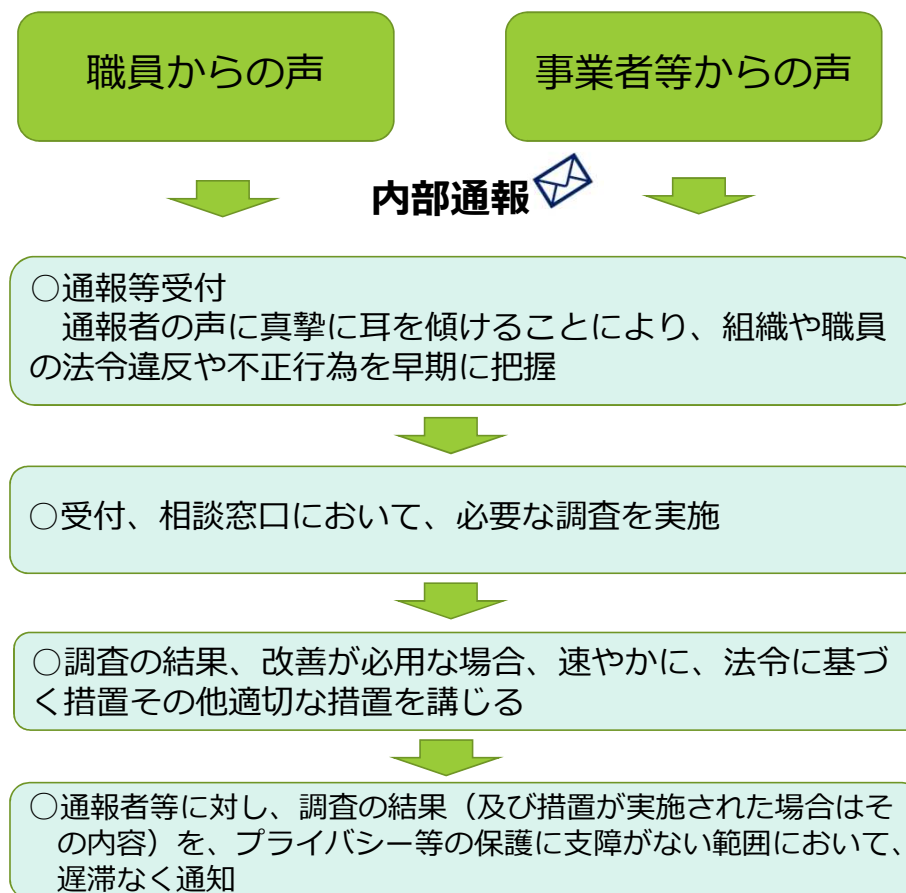 職員からの声
事業者等からの声
内部通報
○通報等受付
通報者の声に真摯に耳を傾けることにより、組織や職員
の法令違反や不正行為を早期に把握
○受付、相談窓口において、必要な調査を実施
○調査の結果、改善が必用な場合、速やかに、法令に基づ
く措置その他適切な措置を講じる
○通報者等に対し、調査の結果（及び措置が実施された場合はそ
の内容）を、プライバシー等の保護に支障がない範囲において、
遅滞なく通知